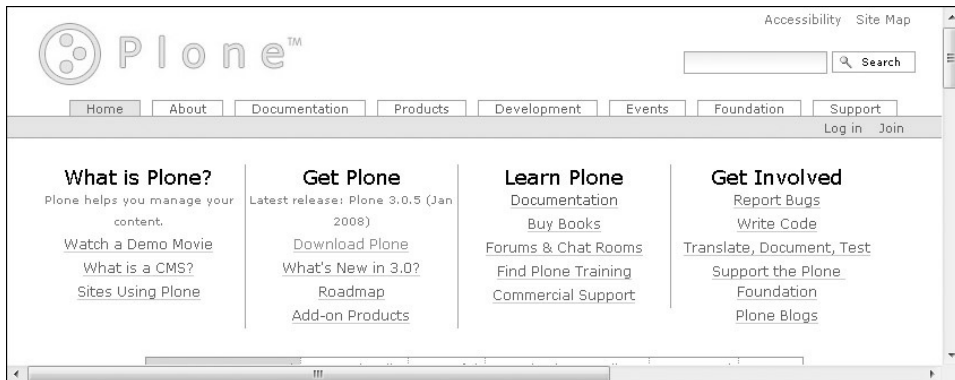 Accessibility Site Map
Plone™
Search
Home About Documentation Products Development Events Foundation Support
Log in Join
What is Plone?
Plone helps you manage your
content.
Watch a Demo Movie
What is a CMS?
Sites Using Plone
Get Plone
Latest release: Plone 3.0.5 (Jan
2008)
Download Plone
What's New in 3.0?
Roadmap
Add-on Products
Learn Plone
Documentation
Buy Books
Forums & Chat Rooms
Find Plone Training
Commercial Support
Get Involved
Report Bugs
Write Code
Translate, Document, Test
Support the Plone
Foundation
Plone Blogs